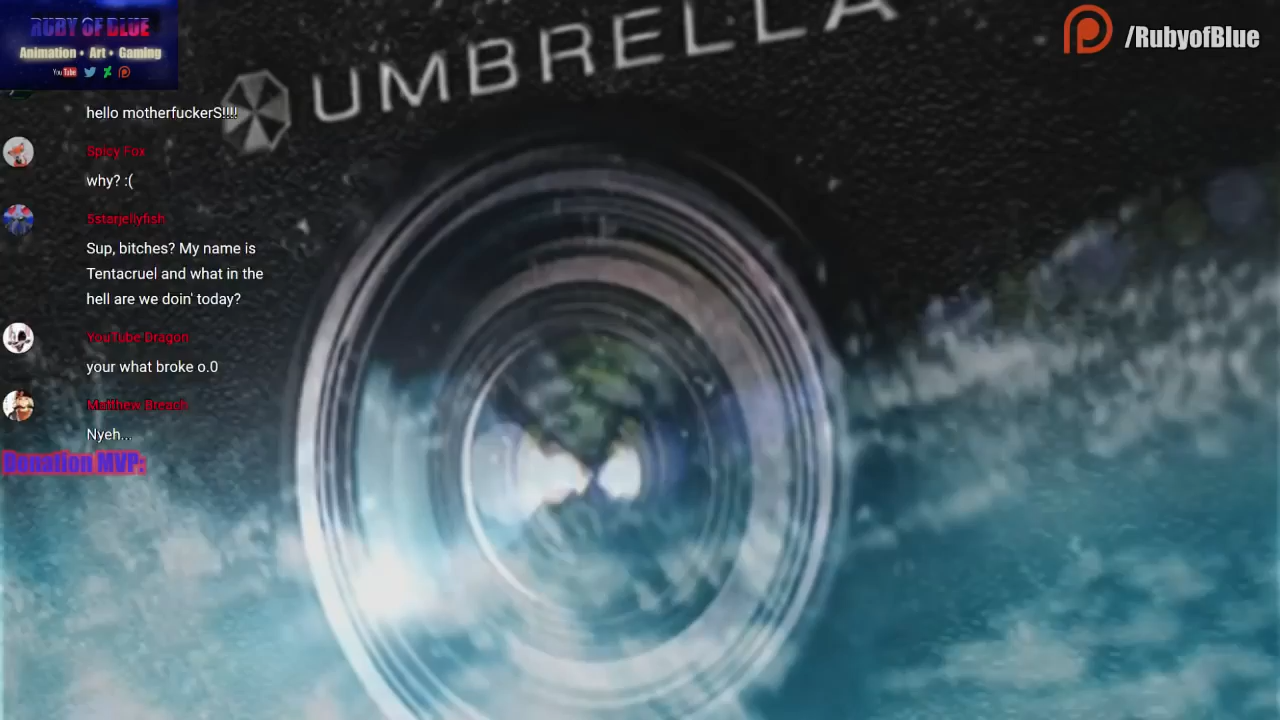 RUBY OF BLUE
Animation • Art • Gaming
YouTube
/RubyofBlue
UMBRELLA
hello motherfuckerS!!!!
Spicy Fox
why? :(
5starjellyfish
Sup, bitches? My name is
Tentacruel and what in the
hell are we doin' today?
YouTube Dragon
your what broke o.0
Matthew Breach
Nyeh...
Donation MVP: